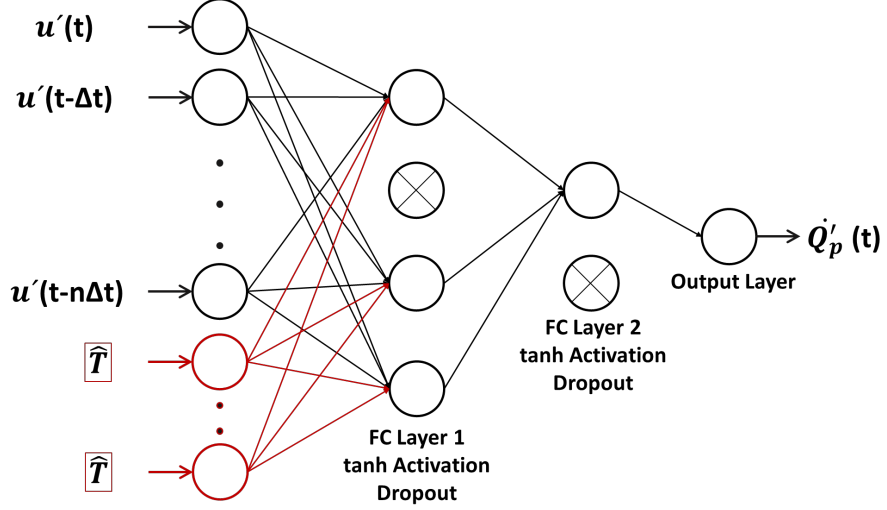 u´(t)
u´(t-Δt)
u´(t-nΔt)
T̂
T̂
FC Layer 1
tanh Activation
Dropout
FC Layer 2
tanh Activation
Dropout
Output Layer
Q̇′ₚ (t)